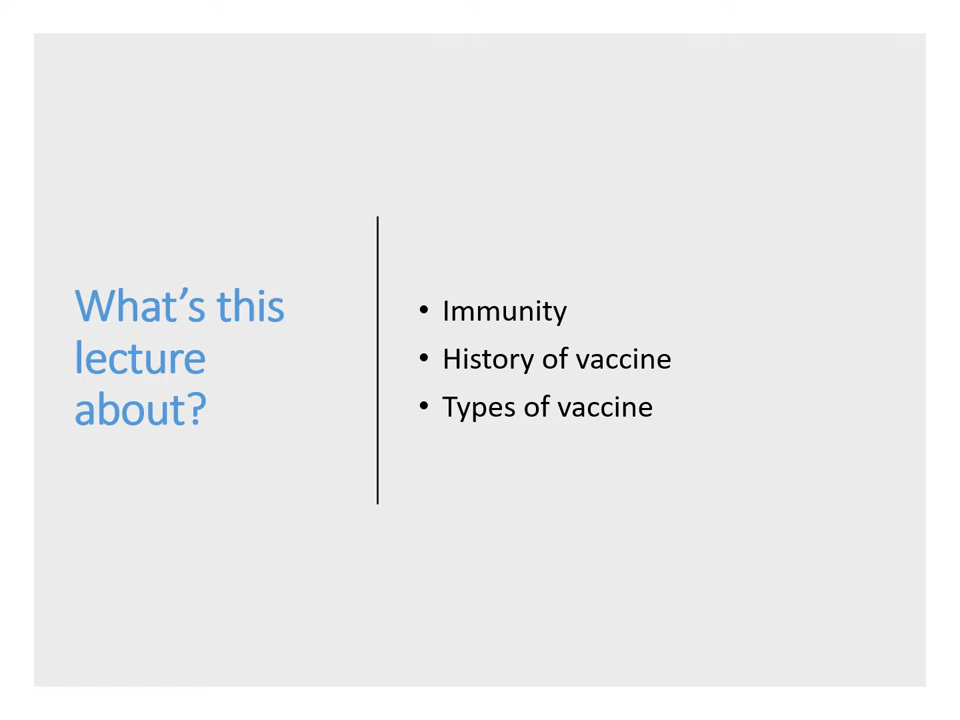 What’s this
lecture
about?
• Immunity
• History of vaccine
• Types of vaccine